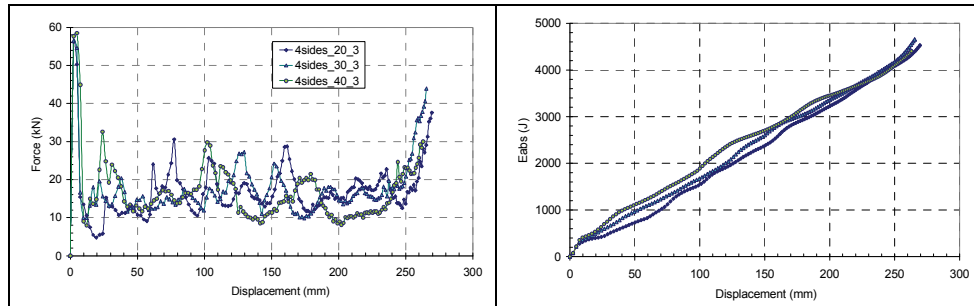 60
50
40
30
20
10
0
Force (kN)
4sides_20_3
4sides_30_3
4sides_40_3
0 50 100 150 200 250 300
Displacement (mm)
5000
4000
3000
2000
1000
0
Eabs (J)
0 50 100 150 200 250 300
Displacement (mm)